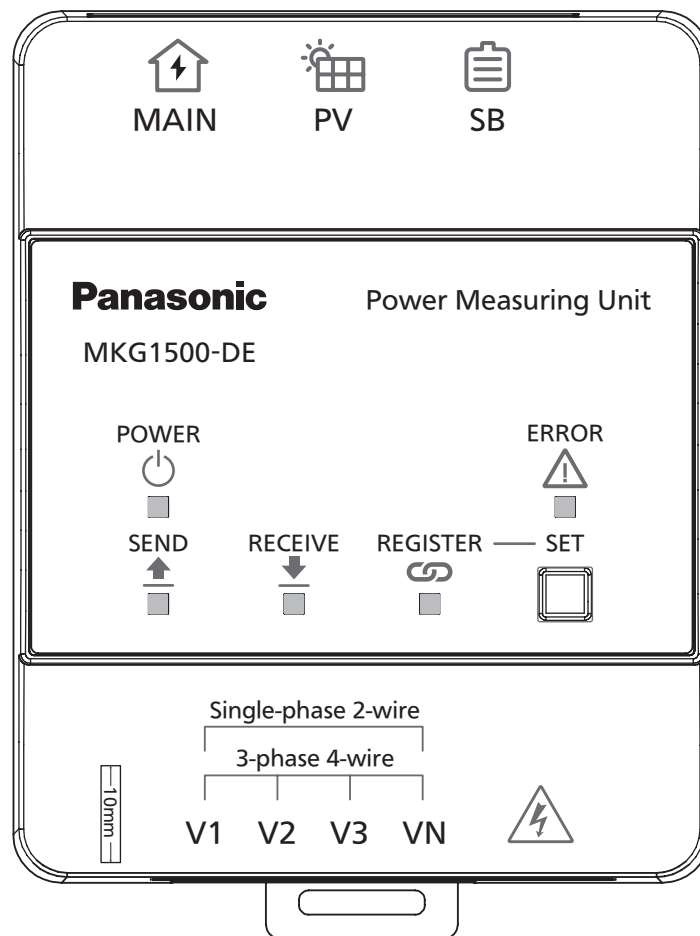 MAIN PV SB
Panasonic Power Measuring Unit
MKG1500-DE
POWER ERROR
SEND RECEIVE REGISTER SET
Single-phase 2-wire
3-phase 4-wire
10mm
V1 V2 V3 VN